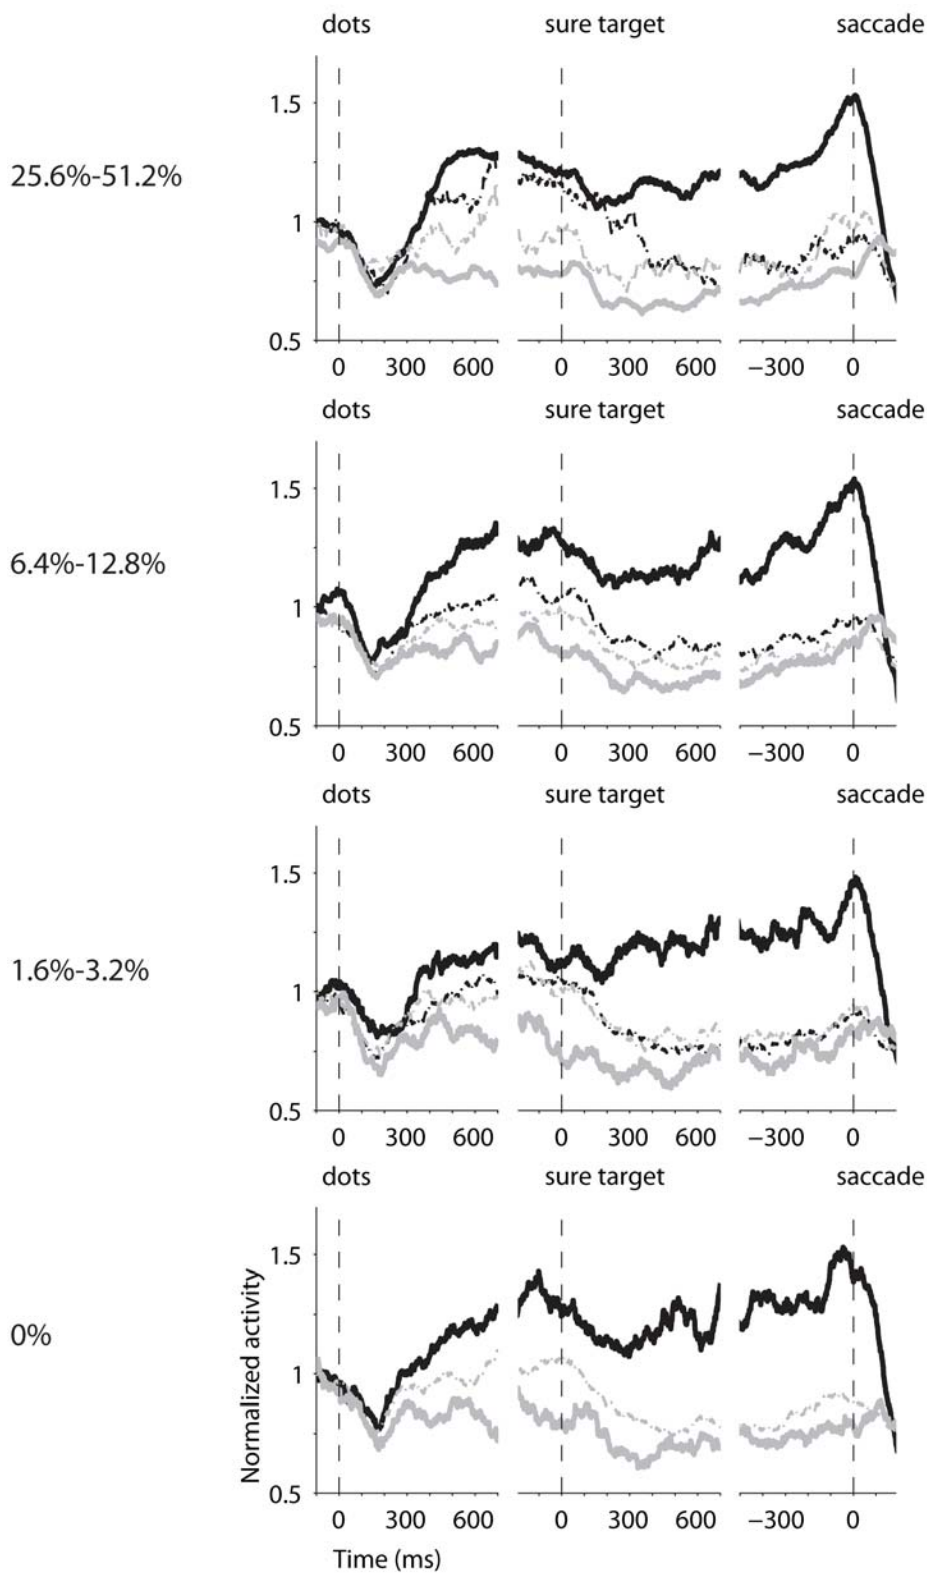 dots sure target saccade
25.6%-51.2%
1.5
1
0.5
0 300 600 0 300 600 −300 0
dots sure target saccade
6.4%-12.8%
1.5
1
0.5
0 300 600 0 300 600 −300 0
dots sure target saccade
1.6%-3.2%
1.5
1
0.5
0 300 600 0 300 600 −300 0
dots sure target saccade
0%
Normalized activity
1.5
1
0.5
0 300 600 0 300 600 −300 0
Time (ms)